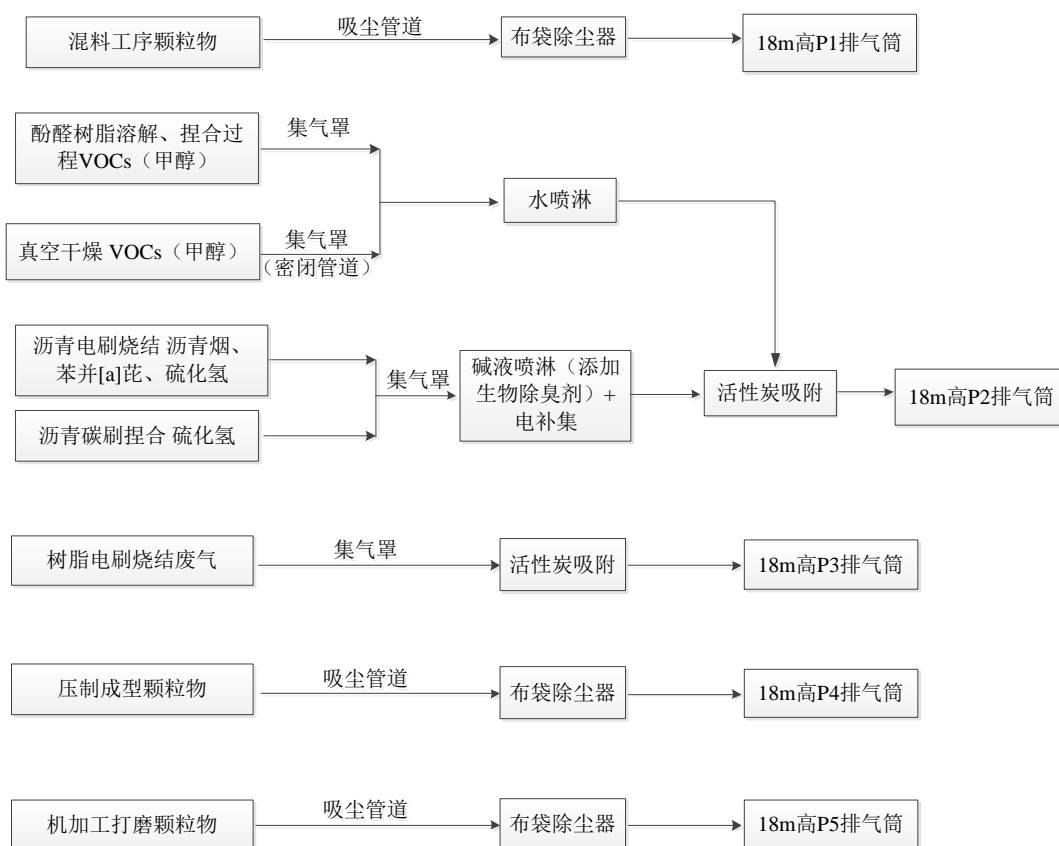 混料工序颗粒物
吸尘管道
布袋除尘器
18m高P1排气筒
酚醛树脂溶解、捏合过
程VOCs（甲醇）
集气罩
水喷淋
真空干燥 VOCs（甲醇）
集气罩
（密闭管道）
沥青电刷烧结 沥青烟、
苯并[a]芘、硫化氢
沥青碳刷捏合 硫化氢
集气罩
碱液喷淋（添加
生物除臭剂）+
电补集
活性炭吸附
18m高P2排气筒
树脂电刷烧结废气
集气罩
活性炭吸附
18m高P3排气筒
压制成型颗粒物
吸尘管道
布袋除尘器
18m高P4排气筒
机加工打磨颗粒物
吸尘管道
布袋除尘器
18m高P5排气筒